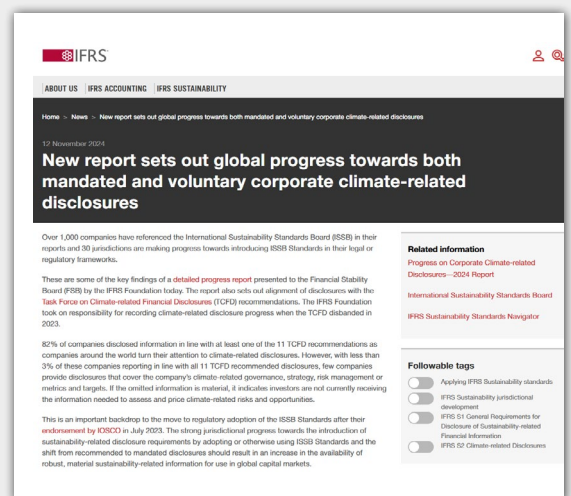 IFRS
ABOUT US IFRS ACCOUNTING IFRS SUSTAINABILITY
Home > News > New report sets out global progress towards both mandated and voluntary corporate climate-related disclosures
12 November 2024
New report sets out global progress towards both
mandated and voluntary corporate climate-related
disclosures
Over 1,000 companies have referenced the International Sustainability Standards Board (ISSB) in their
reports and 30 jurisdictions are making progress towards introducing ISSB Standards in their legal or
regulatory frameworks.
These are some of the key findings of a detailed progress report presented to the Financial Stability
Board (FSB) by the IFRS Foundation today. The report also sets out alignment of disclosures with the
Task Force on Climate-related Financial Disclosures (TCFD) recommendations. The IFRS Foundation
took on responsibility for recording climate-related disclosure progress when the TCFD disbanded in
2023.
82% of companies disclosed information in line with at least one of the 11 TCFD recommendations as
companies around the world turn their attention to climate-related disclosures. However, with less than
3% of these companies reporting in line with all 11 TCFD recommended disclosures, few companies
provide disclosures that cover the company's climate-related governance, strategy, risk management or
metrics and targets. If the omitted information is material, it indicates investors are not currently receiving
the information needed to assess and price climate-related risks and opportunities.
This is an important backdrop to the move to regulatory adoption of the ISSB Standards after their
endorsement by IOSCO in July 2023. The strong jurisdictional progress towards the introduction of
sustainability-related disclosure requirements by adopting or otherwise using ISSB Standards and the
shift from recommended to mandated disclosures should result in an increase in the availability of
robust, material sustainability-related information for use in global capital markets.
Related information
Progress on Corporate Climate-related
Disclosures—2024 Report
International Sustainability Standards Board
IFRS Sustainability Standards Navigator
Followable tags
Applying IFRS Sustainability standards
IFRS Sustainability jurisdictional
development
IFRS S1 General Requirements for
Disclosure of Sustainability-related
Financial Information
IFRS S2 Climate-related Disclosures